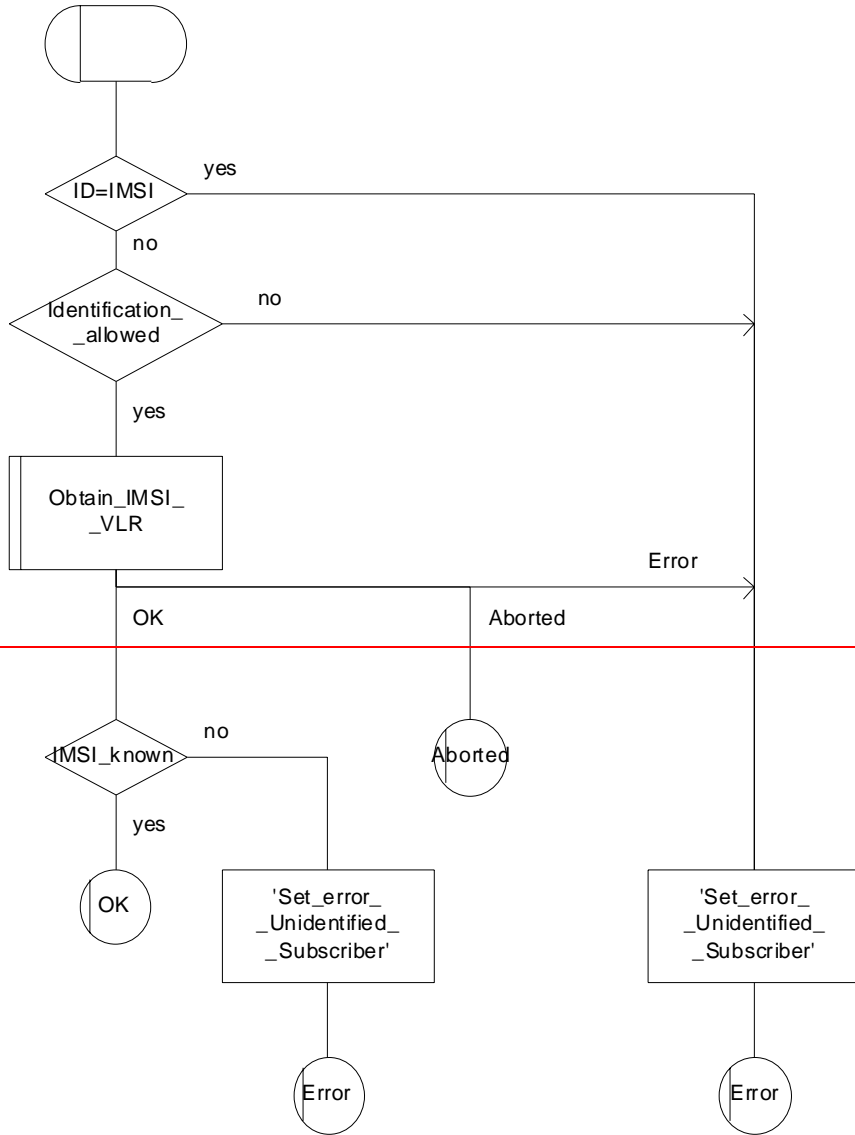 yes
ID=IMSI
no
Identification_
_allowed
no
yes
Obtain_IMSI_
_VLR
Error
OK
Aborted
IMSI_known
no
Aborted
yes
OK
'Set_error_
_Unidentified_
_Subscriber'
'Set_error_
_Unidentified_
_Subscriber'
Error
Error